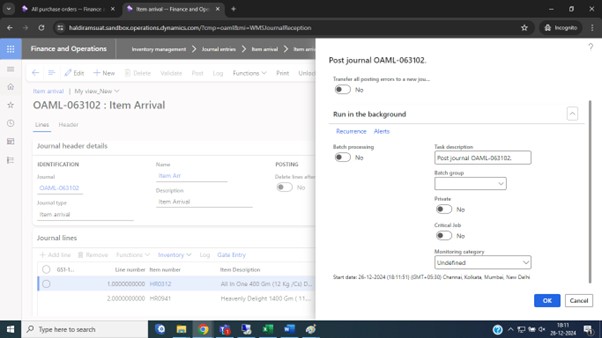 All purchase orders -- Finance and
Item arrival -- Finance and Op
haldiramsuat.sandbox.operations.dynamics.com/?cmp=oaml&mi=WMSJournalReception
Incognito
Finance and Operations
Inventory management
Journal entries
Item arrival
Item arri
Edit
New
Delete
Validate
Post
Log
Functions
Print
Unloc
Item arrival | My view_New
OAML-063102 : Item Arrival
Lines
Header
Journal header details
IDENTIFICATION
Journal
OAML-063102
Journal type
Item arrival
Name
Item Arr
Description
Item Arrival
POSTING
Delete lines after
No
Journal lines
Add line
Remove
Functions
Inventory
Log
Gate Entry
Line number
Item number
Item Description
1.0000000000
HR0312
All In One 400 Gm (12 Kg /Cs) D
2.0000000000
HR0941
Heavenly Delight 1400 Gm ( 11...
Post journal OAML-063102.
Transfer all posting errors to a new jou...
No
Run in the background
Recurrence
Alerts
Batch processing
No
Task description
Post journal OAML-063102.
Batch group
Private
No
Critical Job
No
Monitoring category
Undefined
Start date: 26-12-2024 (18:11:31) (GMT+05:30) Chennai, Kolkata, Mumbai, New Delhi
OK
Cancel
Type here to search
18:11
26-12-2024